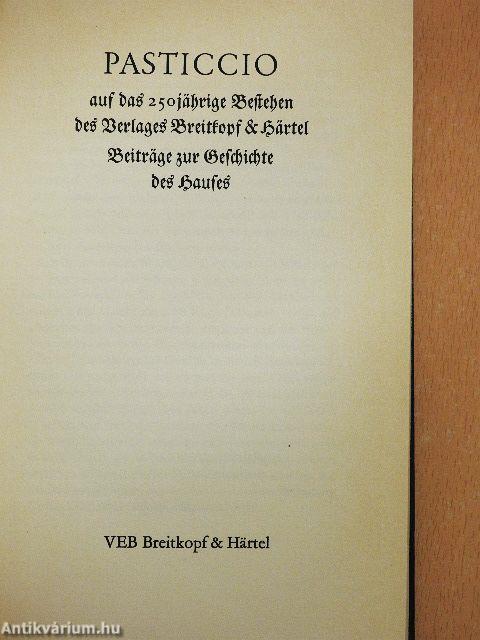 PASTICCIO
auf das 250jährige Bestehen
des Verlages Breitkopf & Härtel
Beiträge zur Geschichte
des Hauses
VEB Breitkopf & Härtel
Antikvárium.hu